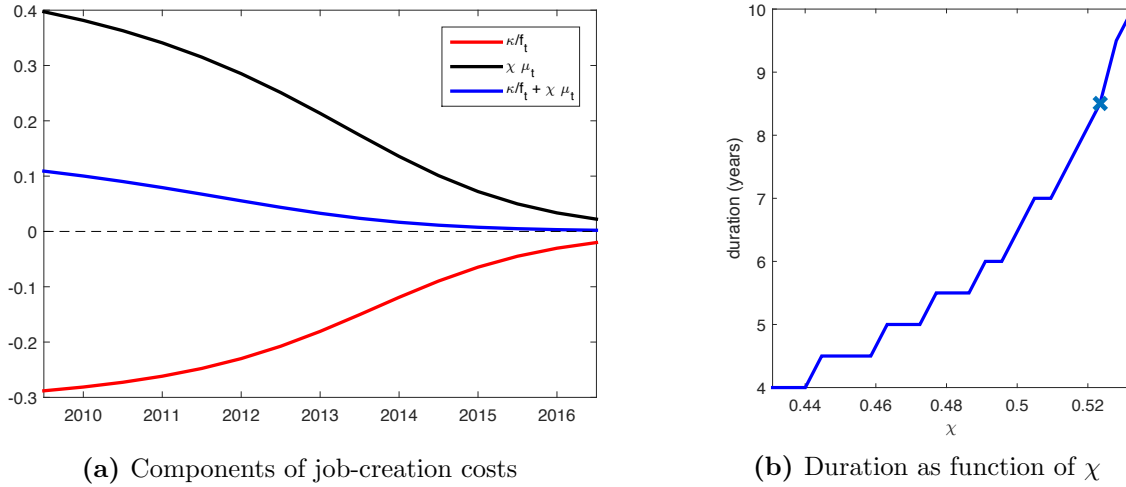 0.4
0.3
0.2
0.1
0
-0.1
-0.2
-0.3
2010 2011 2012 2013 2014 2015 2016
κ/f_t
χ μ_t
κ/f_t + χ μ_t
(a) Components of job-creation costs
10
9
8
7
6
5
4
duration (years)
0.44 0.46 0.48 0.5 0.52
χ
(b) Duration as function of χ